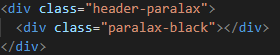 <div class="header-paralax">
  <div class="paralax-black"></div>
</div>